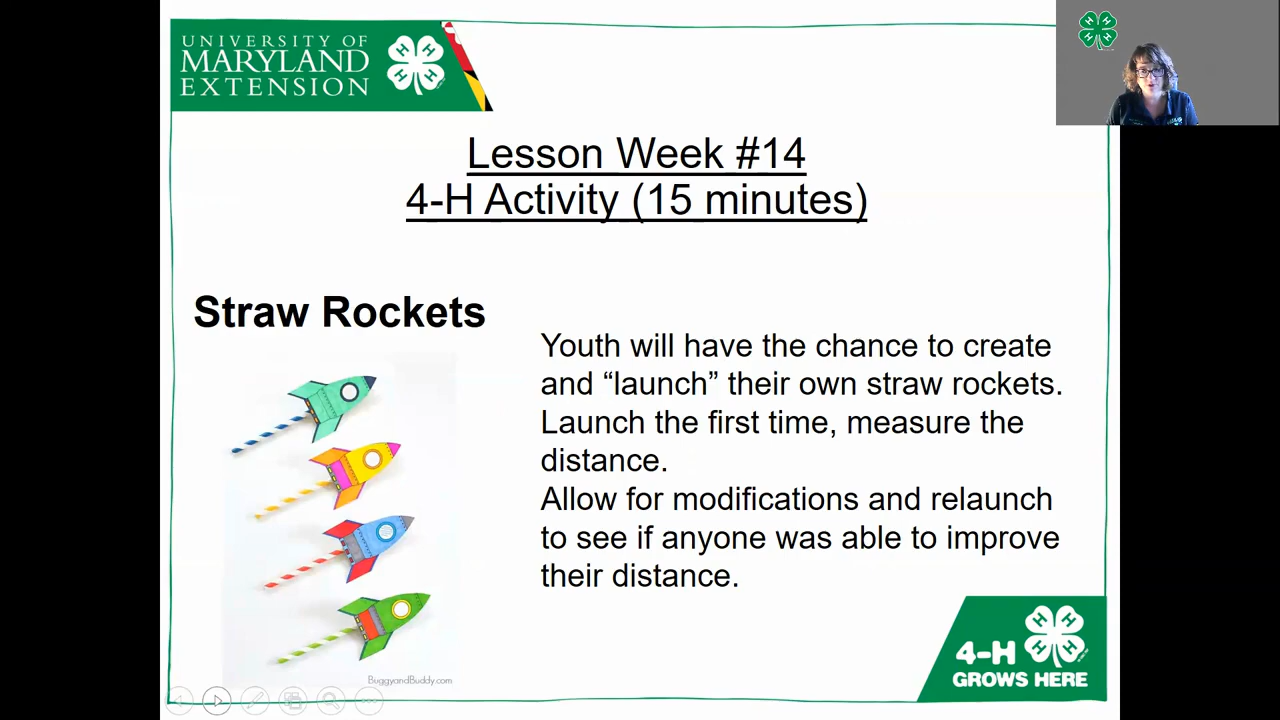 UNIVERSITY OF
MARYLAND
EXTENSION
H H
H H
Lesson Week #14
4-H Activity (15 minutes)
Straw Rockets
Youth will have the chance to create
and “launch” their own straw rockets.
Launch the first time, measure the
distance.
Allow for modifications and relaunch
to see if anyone was able to improve
their distance.
BuggyandBuddy.com
4-H
GROWS HERE